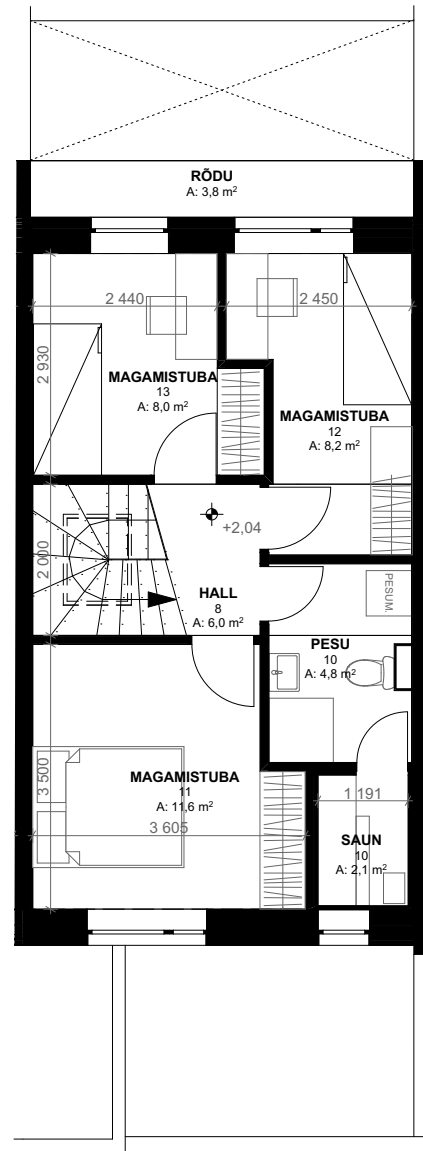 RÕDU
A: 3,8 m²
2 440
2 450
2 930
MAGAMISTUBA
13
A: 8,0 m²
MAGAMISTUBA
12
A: 8,2 m²
+2,04
2 000
HALL
8
A: 6,0 m²
PESUM.
PESU
10
A: 4,8 m²
3 500
MAGAMISTUBA
11
A: 11,6 m²
3 605
1 191
SAUN
10
A: 2,1 m²